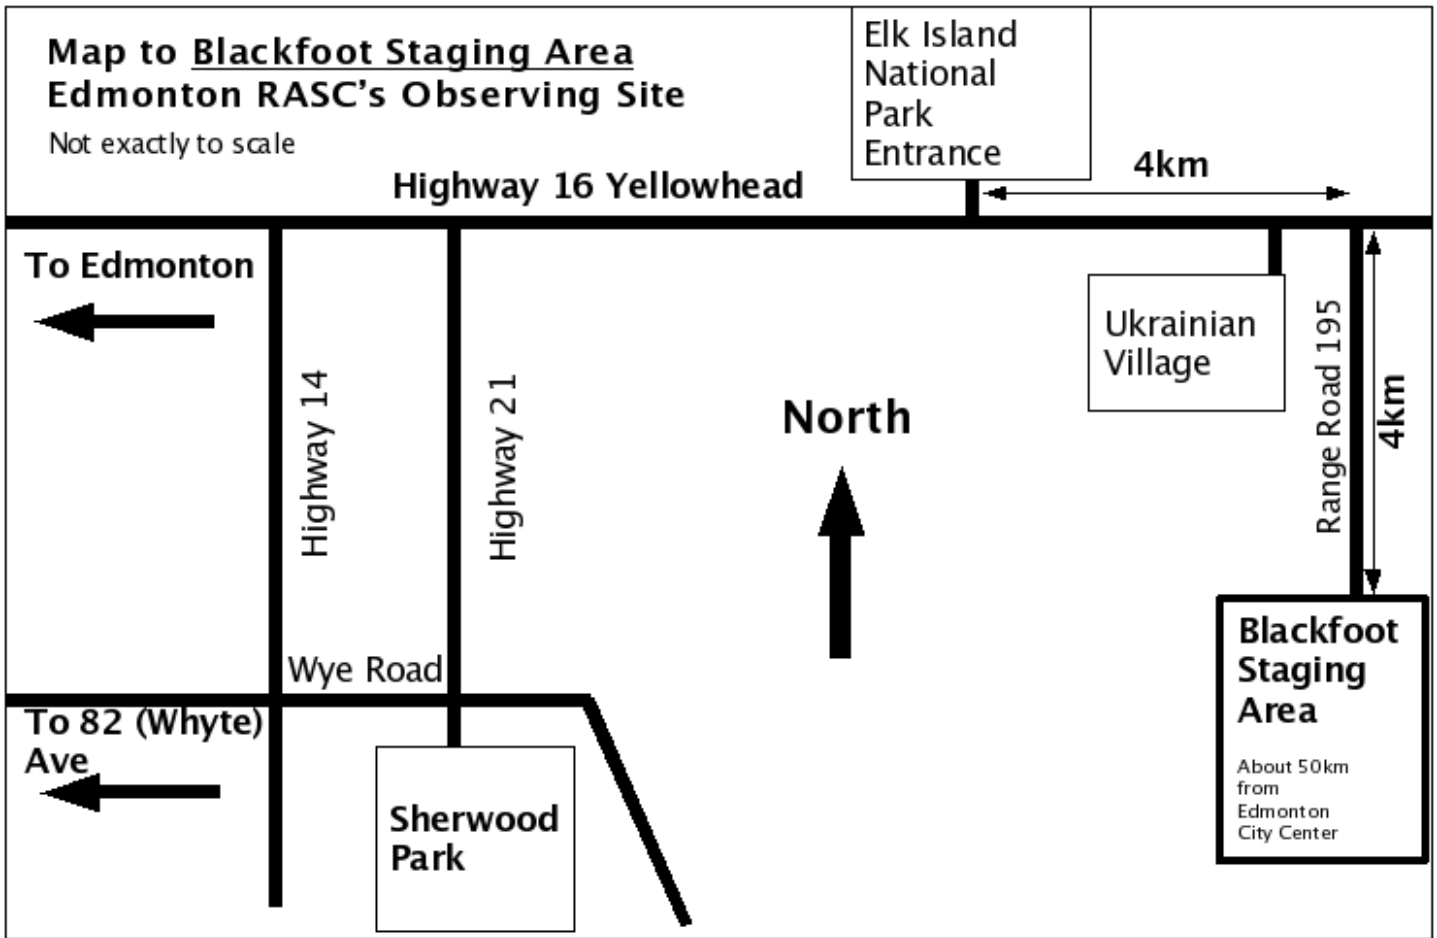 Map to Blackfoot Staging Area
Edmonton RASC's Observing Site
Not exactly to scale
Elk Island
National
Park
Entrance
4km
Highway 16 Yellowhead
To Edmonton
Highway 14
Highway 21
North
Ukrainian
Village
Range Road 195
4km
Wye Road
To 82 (Whyte)
Ave
Sherwood
Park
Blackfoot
Staging
Area
About 50km
from
Edmonton
City Center